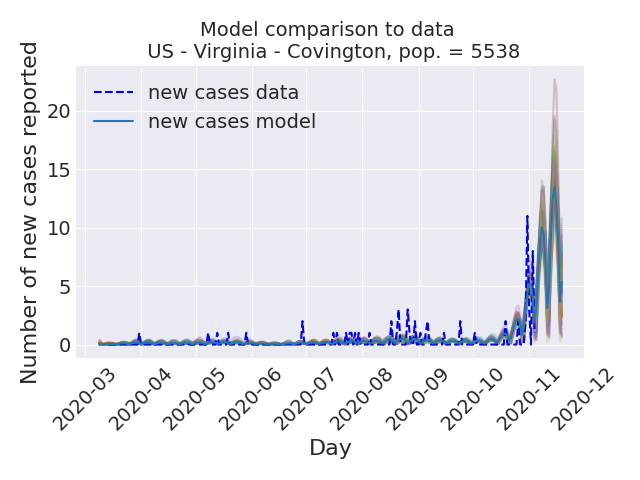 Model comparison to data
US - Virginia - Covington, pop. = 5538
Number of new cases reported
new cases data
new cases model
20
15
10
5
0
2020-03
2020-04
2020-05
2020-06
2020-07
2020-08
2020-09
2020-10
2020-11
2020-12
Day